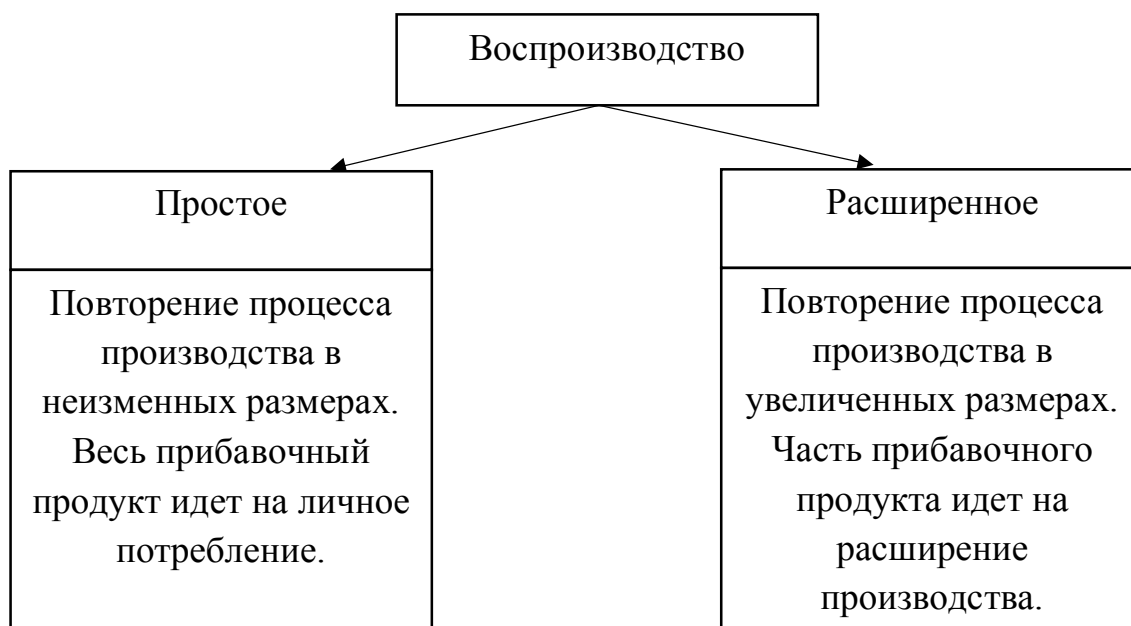 Воспроизводство
Простое
Повторение процесса
производства в
неизменных размерах.
Весь прибавочный
продукт идет на личное
потребление.
Расширенное
Повторение процесса
производства в
увеличенных размерах.
Часть прибавочного
продукта идет на
расширение
производства.